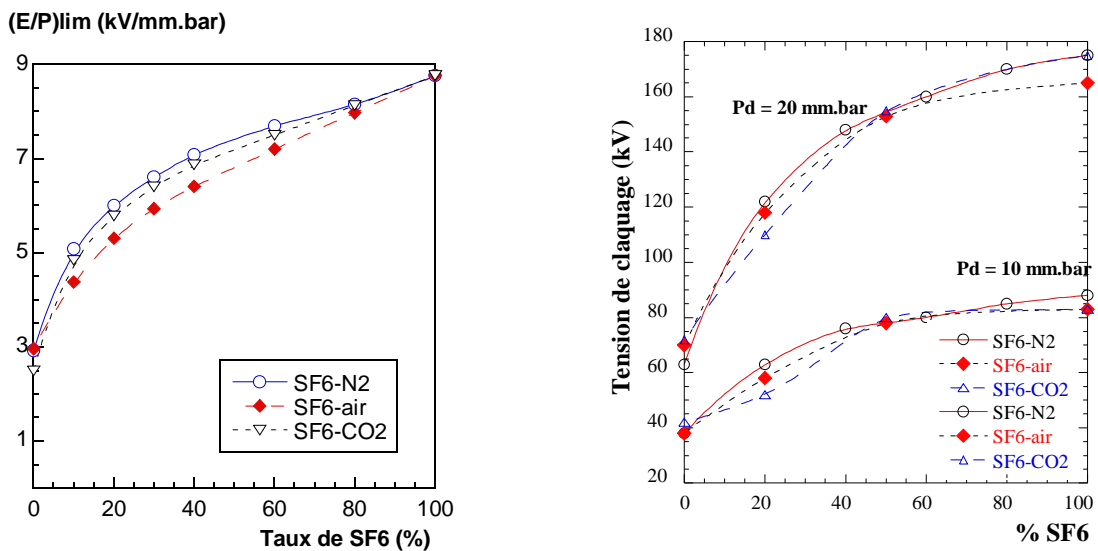 (E/P)lim (kV/mm.bar)
9
7
5
3
1
SF6-N2
SF6-air
SF6-CO2
0 20 40 60 80 100
Taux de SF6 (%)
Tension de claquage (kV)
180
160
140
120
100
80
60
40
20
Pd = 20 mm.bar
Pd = 10 mm.bar
SF6-N2
SF6-air
SF6-CO2
SF6-N2
SF6-air
SF6-CO2
0 20 40 60 80 100
% SF6